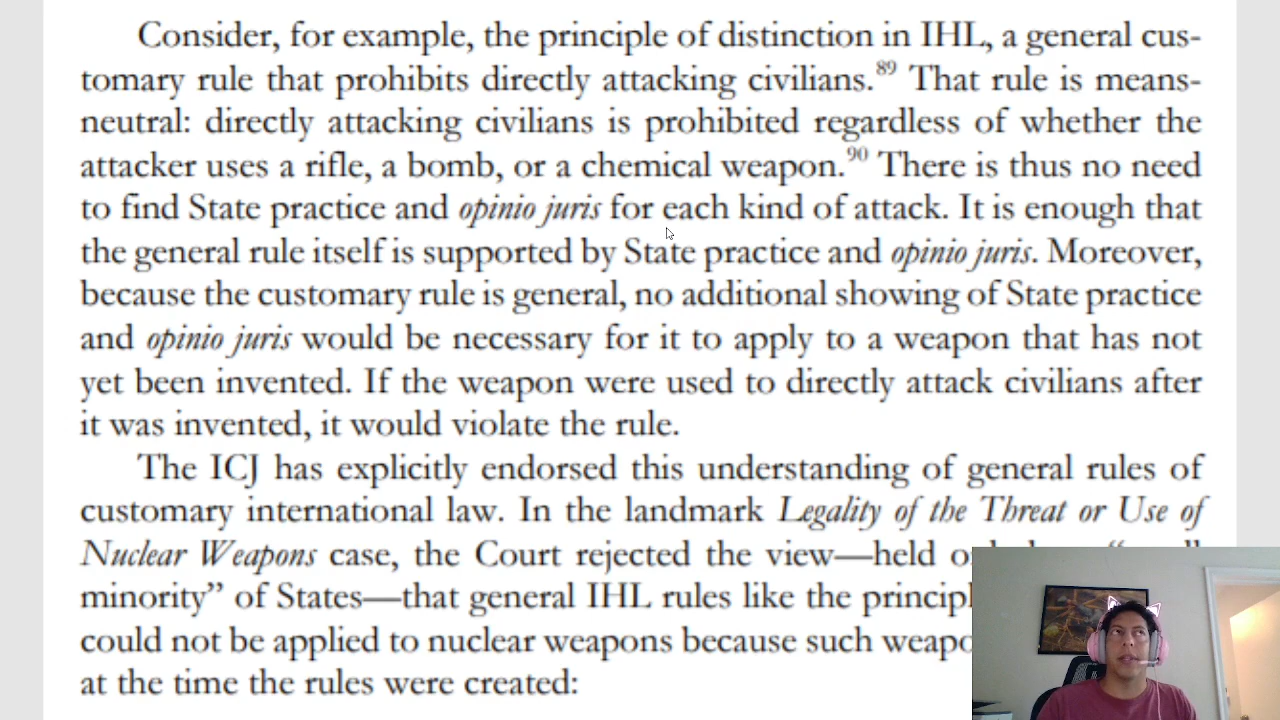 Consider, for example, the principle of distinction in IHL, a general cus-
tomary rule that prohibits directly attacking civilians.89 That rule is means-
neutral: directly attacking civilians is prohibited regardless of whether the
attacker uses a rifle, a bomb, or a chemical weapon.90 There is thus no need
to find State practice and opinio juris for each kind of attack. It is enough that
the general rule itself is supported by State practice and opinio juris. Moreover,
because the customary rule is general, no additional showing of State practice
and opinio juris would be necessary for it to apply to a weapon that has not
yet been invented. If the weapon were used to directly attack civilians after
it was invented, it would violate the rule.
The ICJ has explicitly endorsed this understanding of general rules of
customary international law. In the landmark Legality of the Threat or Use of
Nuclear Weapons case, the Court rejected the view—held
minority” of States—that general IHL rules like the
could not be applied to nuclear weapons because such
at the time the rules were created: